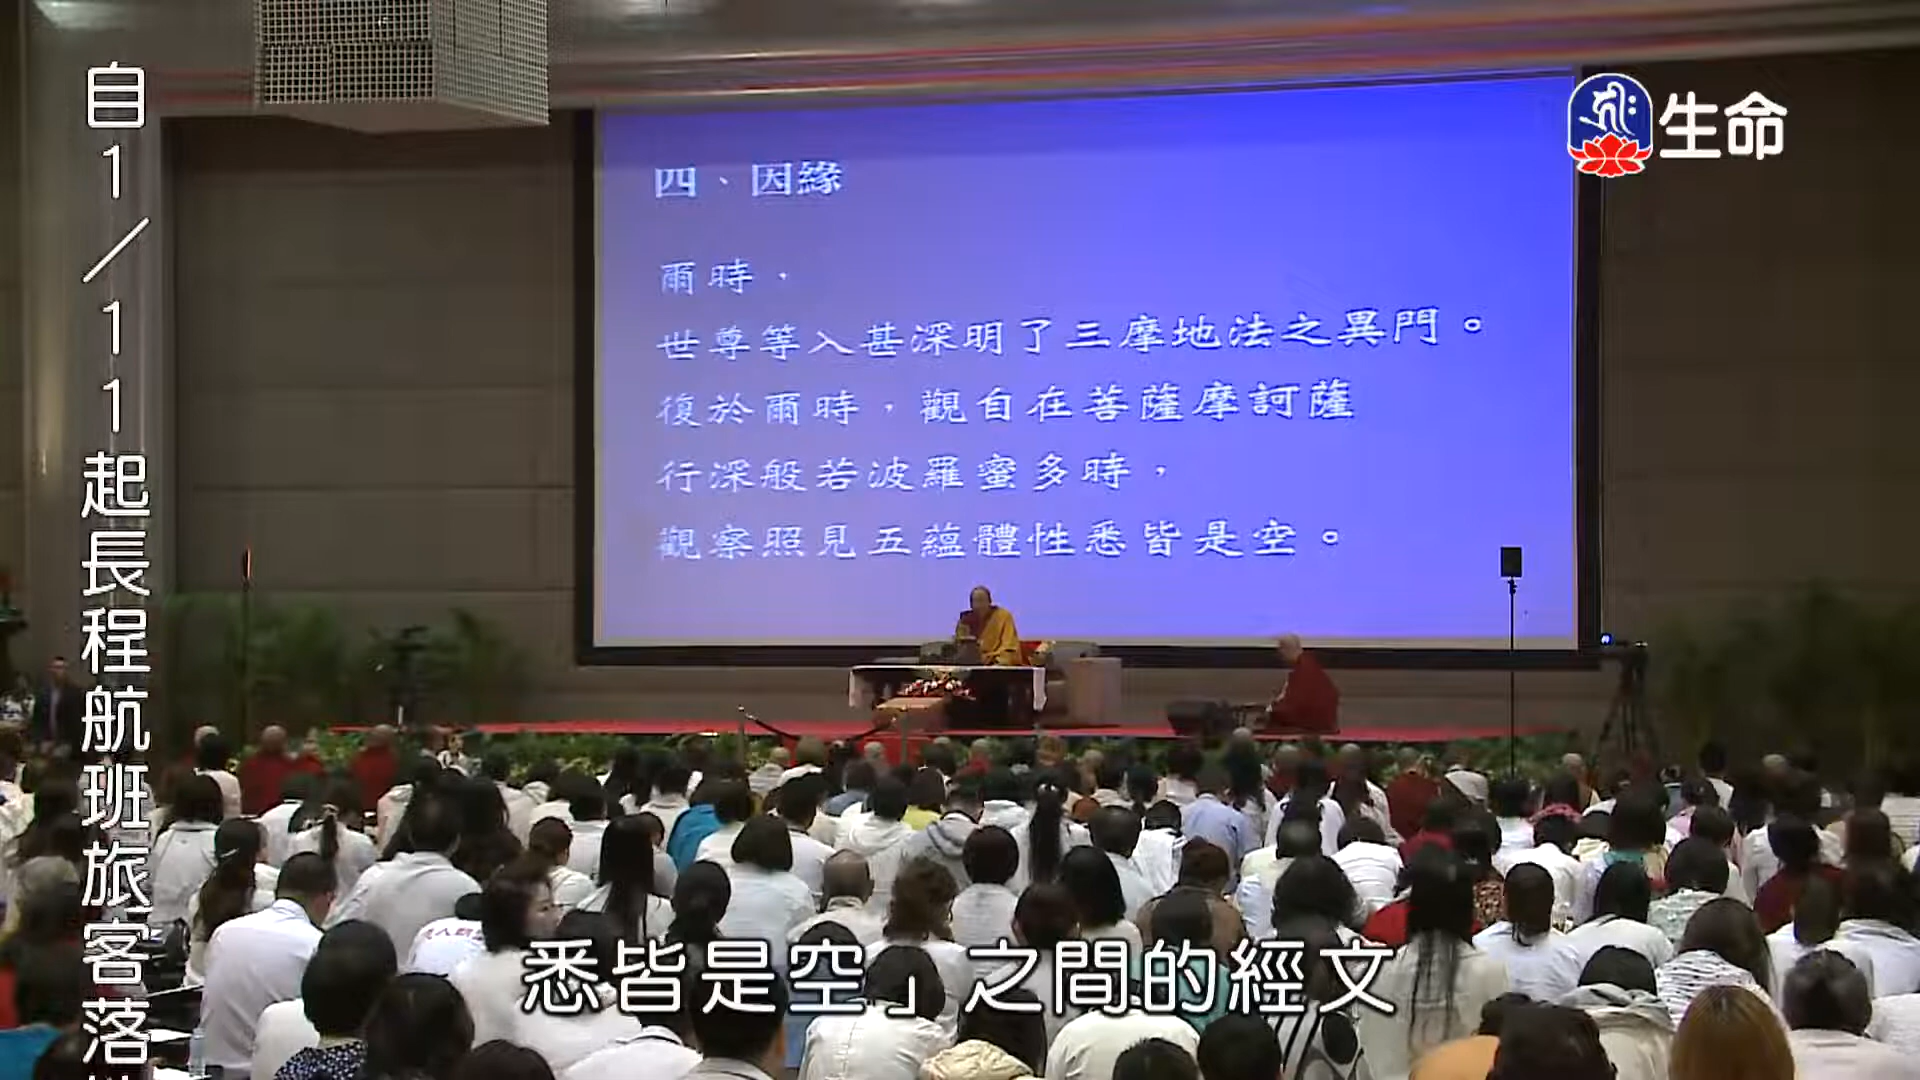 自1/11起長程航班旅客落
生命
四、因緣
爾時,
世尊等入甚深明了三摩地法之異門。
復於爾時,觀自在菩薩摩訶薩
行深般若波羅蜜多時,
觀察照見五蘊體性悉皆是空。
悉皆是空」之間的經文